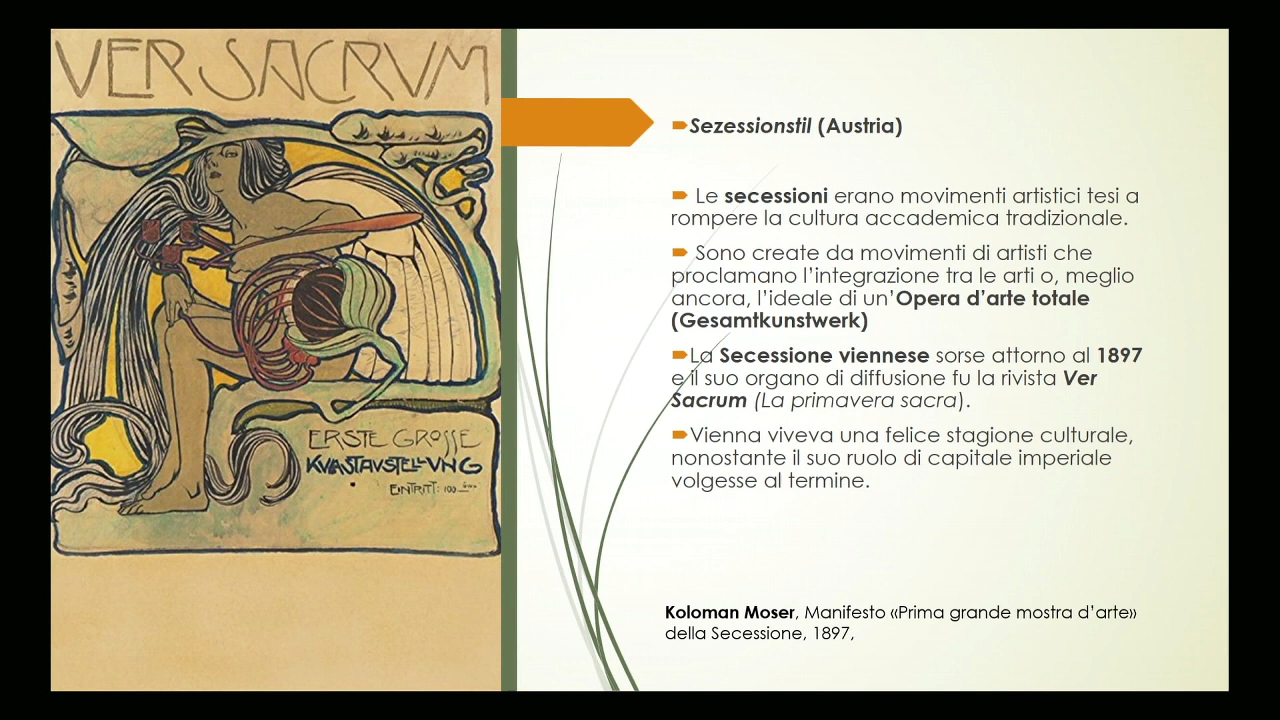 VER SACRVM
ERSTE GROSSE
KVNSTAVSTELLVNG
EINTRITT: 100
Sezessionstil (Austria)
Le secessioni erano movimenti artistici tesi a
rompere la cultura accademica tradizionale.
Sono create da movimenti di artisti che
proclamano l’integrazione tra le arti o, meglio
ancora, l’ideale di un’Opera d’arte totale
(Gesamtkunstwerk)
La Secessione viennese sorse attorno al 1897
e il suo organo di diffusione fu la rivista Ver
Sacrum (La primavera sacra).
Vienna viveva una felice stagione culturale,
nonostante il suo ruolo di capitale imperiale
volgesse al termine.
Koloman Moser, Manifesto «Prima grande mostra d’arte»
della Secessione, 1897,